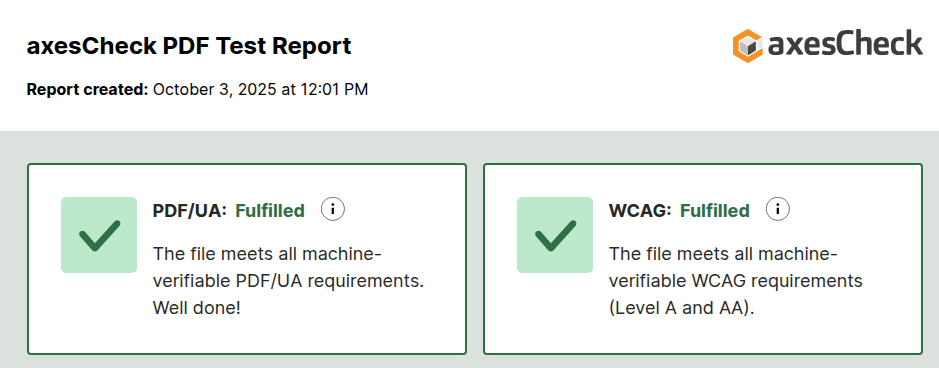 axesCheck PDF Test Report
axesCheck
Report created: October 3, 2025 at 12:01 PM
PDF/UA: Fulfilled
The file meets all machine-
verifiable PDF/UA requirements.
Well done!
WCAG: Fulfilled
The file meets all machine-
verifiable WCAG requirements
(Level A and AA).